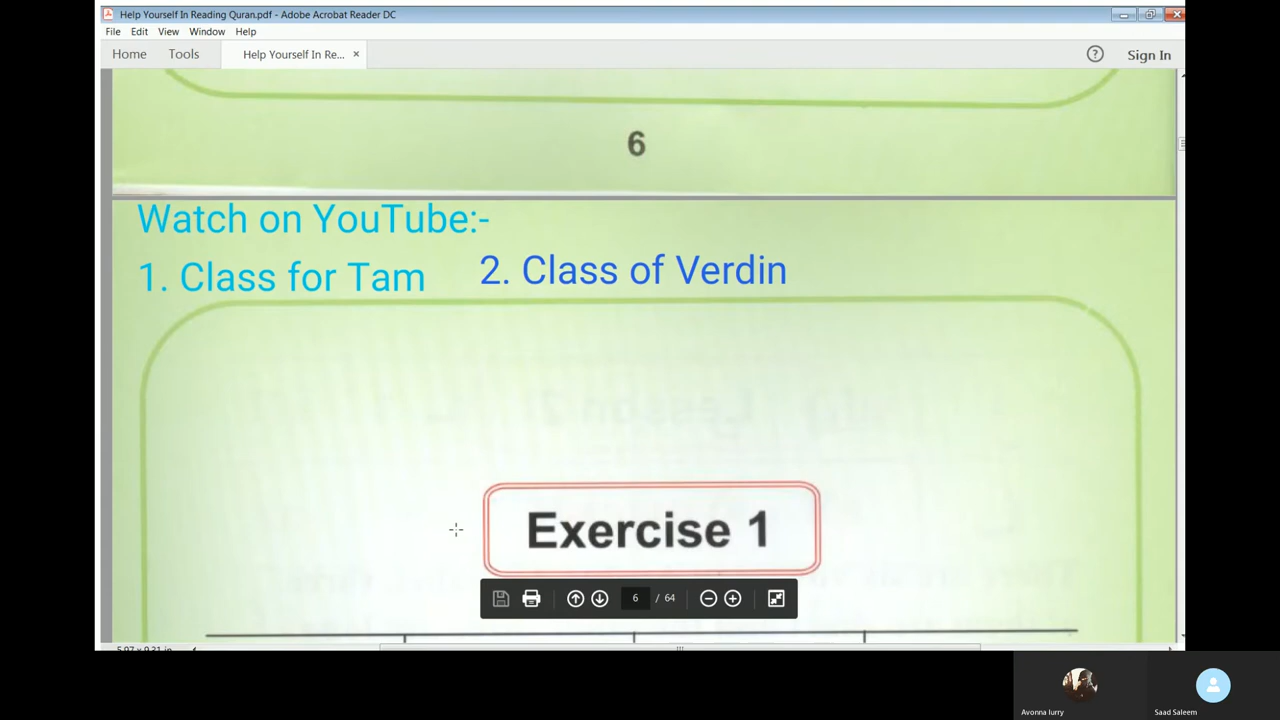 Help Yourself In Reading Quran.pdf - Adobe Acrobat Reader DC
File Edit View Window Help
Home Tools Help Yourself In Re... × ? Sign In
6
Watch on YouTube:-
1. Class for Tam 2. Class of Verdin
Exercise 1
6 / 64
Avonna lurry Saad Saleem